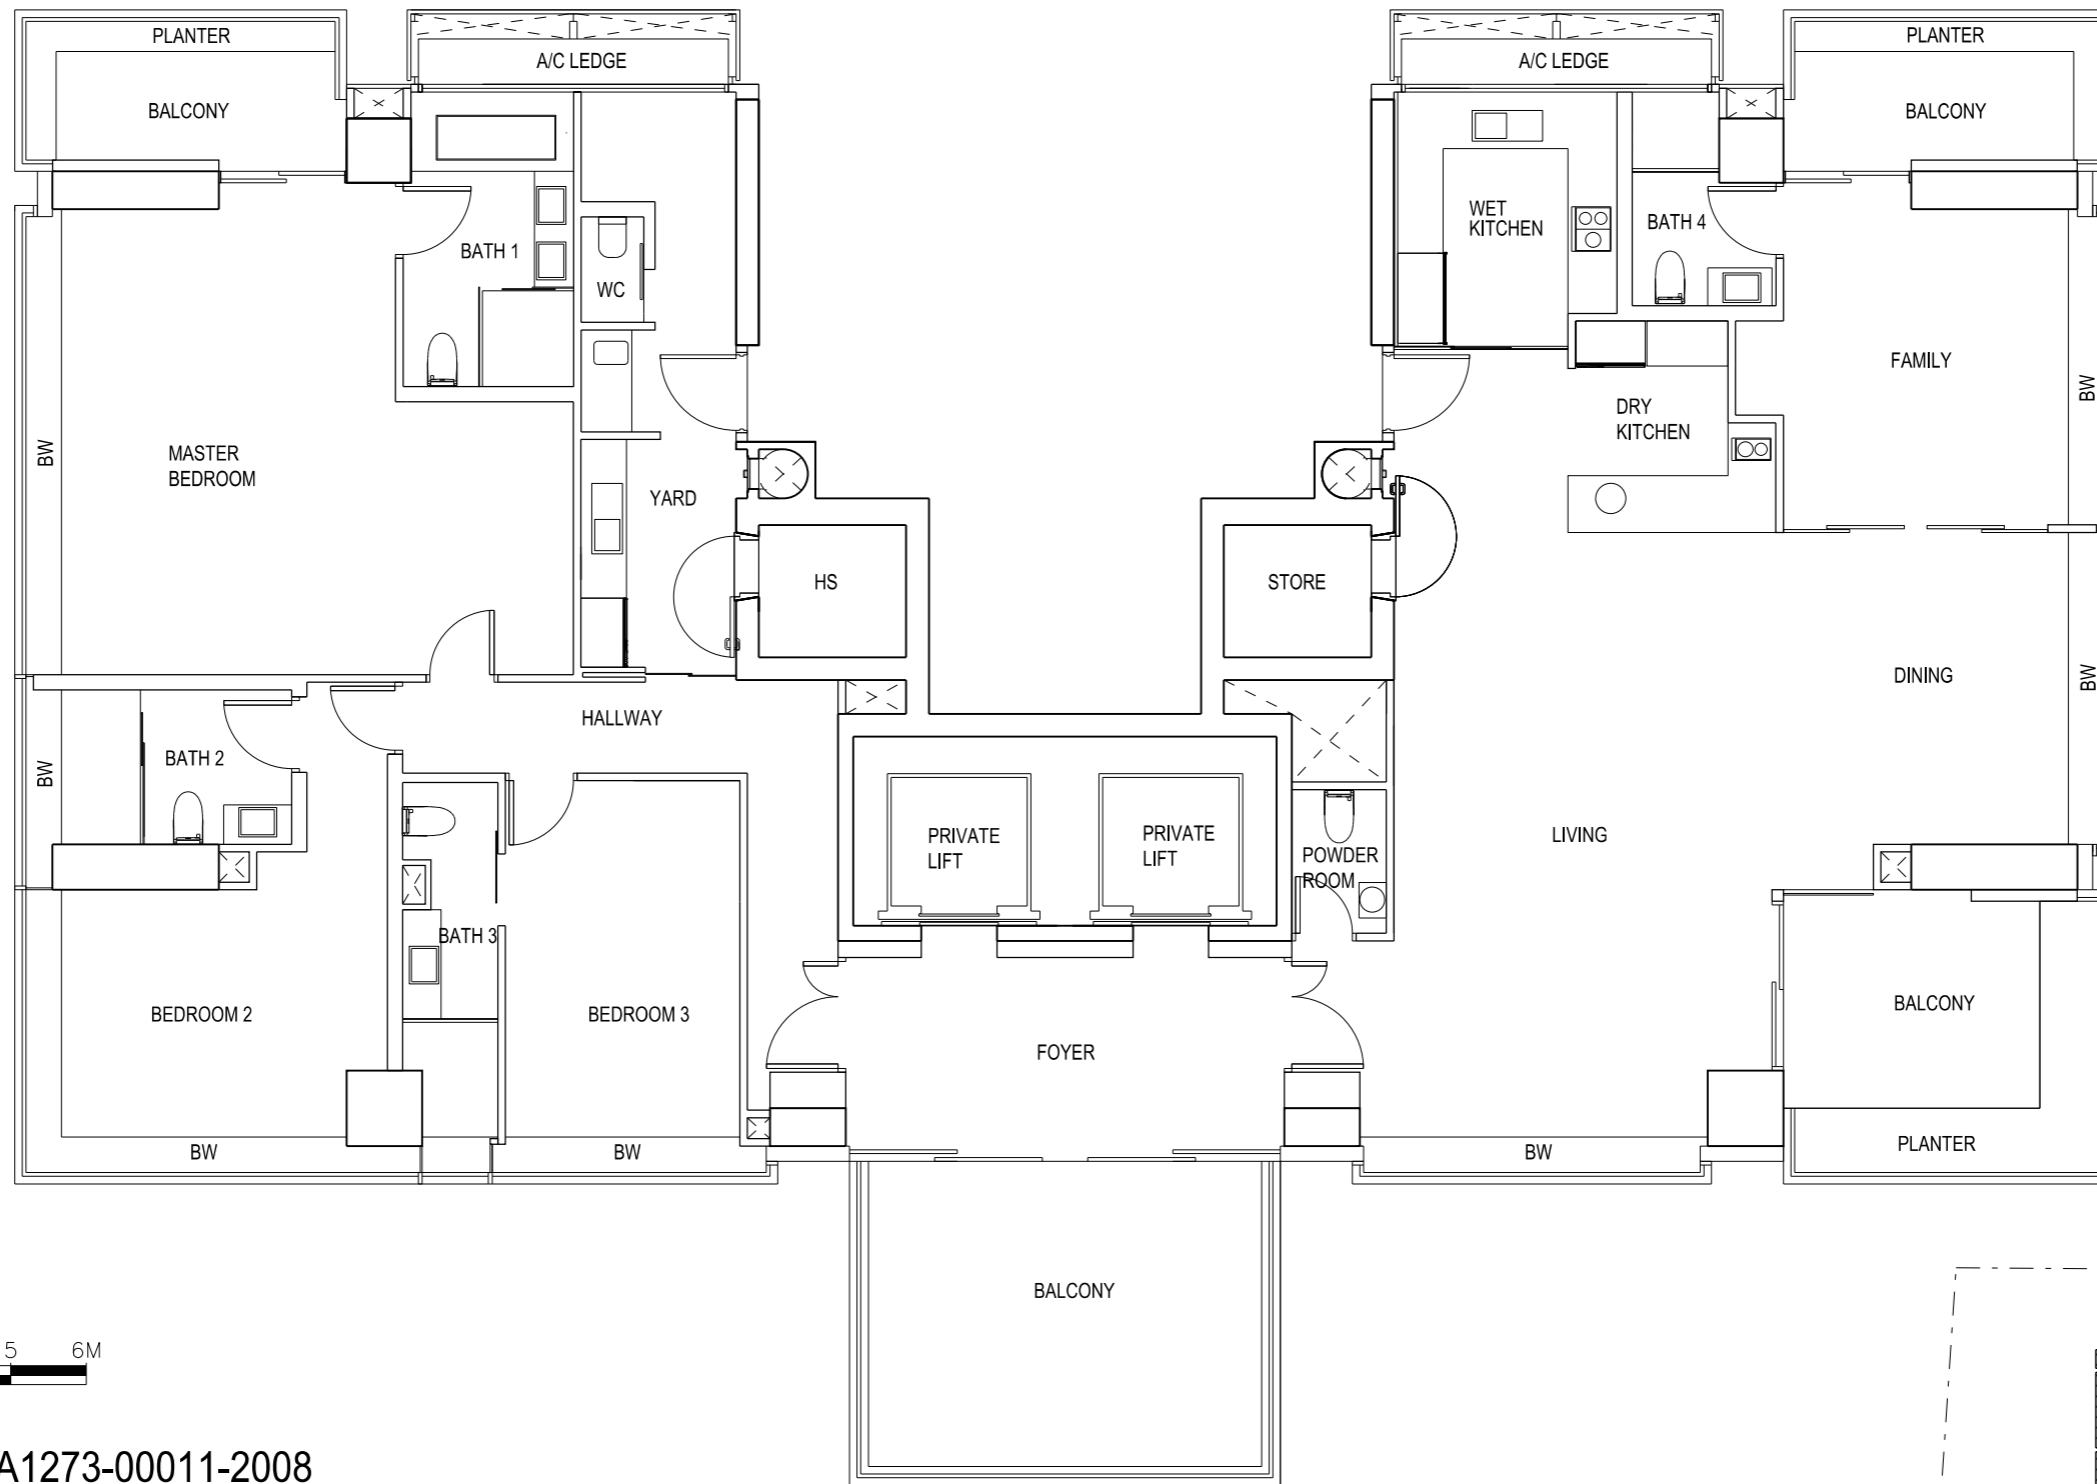 PLANTER
A/C LEDGE
A/C LEDGE
PLANTER
BALCONY
BALCONY
WET
KITCHEN
BATH 4
BATH 1
WC
FAMILY
BW
DRY
KITCHEN
BW
MASTER
BEDROOM
YARD
HS
STORE
DINING
BW
HALLWAY
BATH 2
BW
PRIVATE
LIFT
PRIVATE
LIFT
LIVING
POWDER
ROOM
BATH 3
BEDROOM 2
BEDROOM 3
BALCONY
FOYER
BW
BW
BW
PLANTER
BALCONY
5 6M
A1273-00011-2008